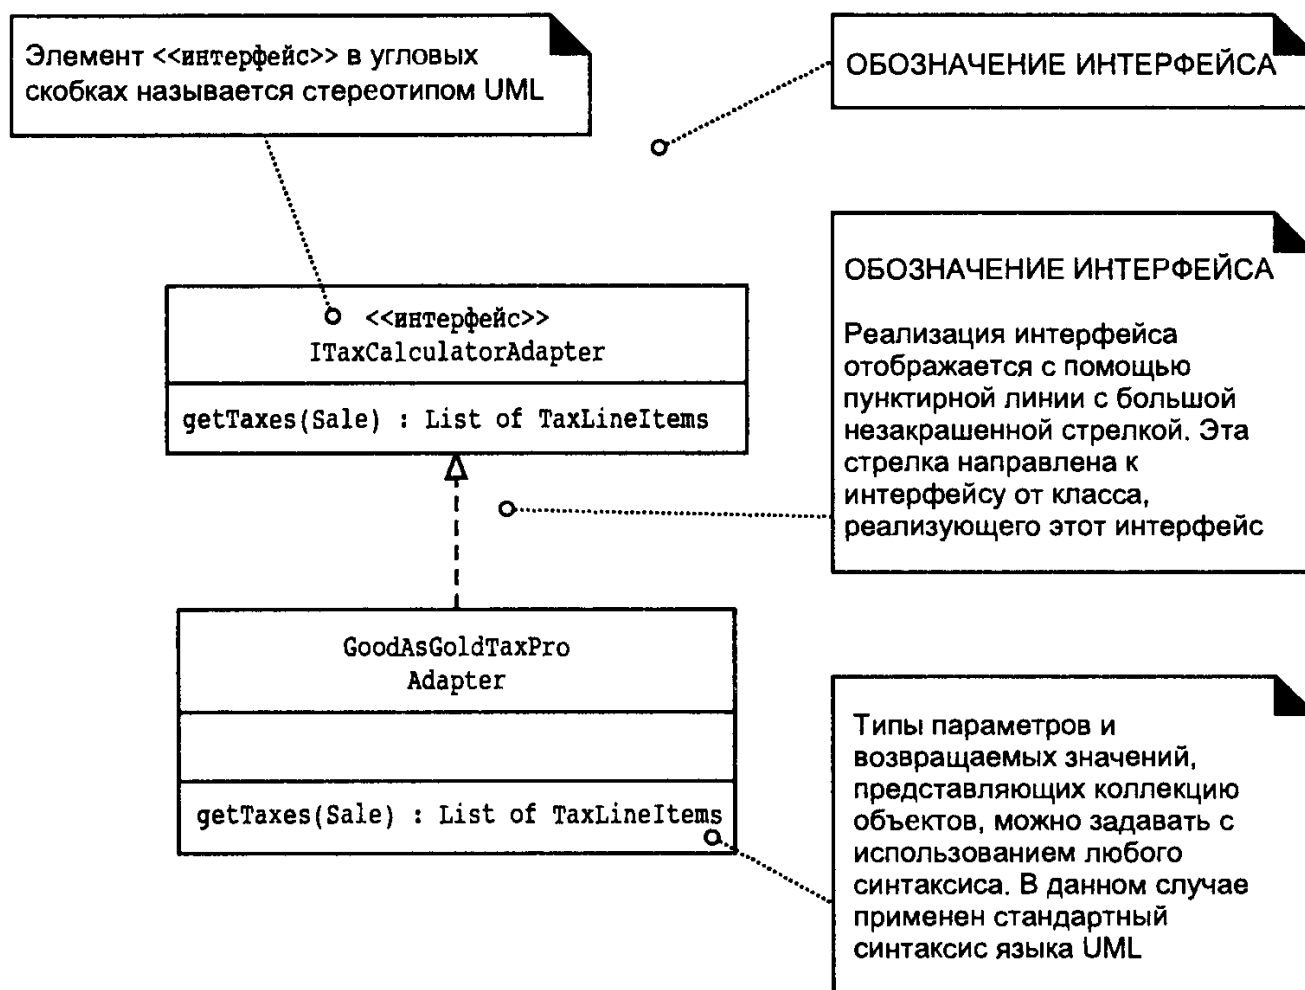 Элемент <<интерфейс>> в угловых
скобках называется стереотипом UML
ОБОЗНАЧЕНИЕ ИНТЕРФЕЙСА
<<интерфейс>>
ITaxCalculatorAdapter
getTaxes(Sale) : List of TaxLineItems
ОБОЗНАЧЕНИЕ ИНТЕРФЕЙСА
Реализация интерфейса
отображается с помощью
пунктирной линии с большой
незакрашенной стрелкой. Эта
стрелка направлена к
интерфейсу от класса,
реализующего этот интерфейс
GoodAsGoldTaxPro
Adapter
getTaxes(Sale) : List of TaxLineItems
Типы параметров и
возвращаемых значений,
представляющих коллекцию
объектов, можно задавать с
использованием любого
синтаксиса. В данном случае
применен стандартный
синтаксис языка UML